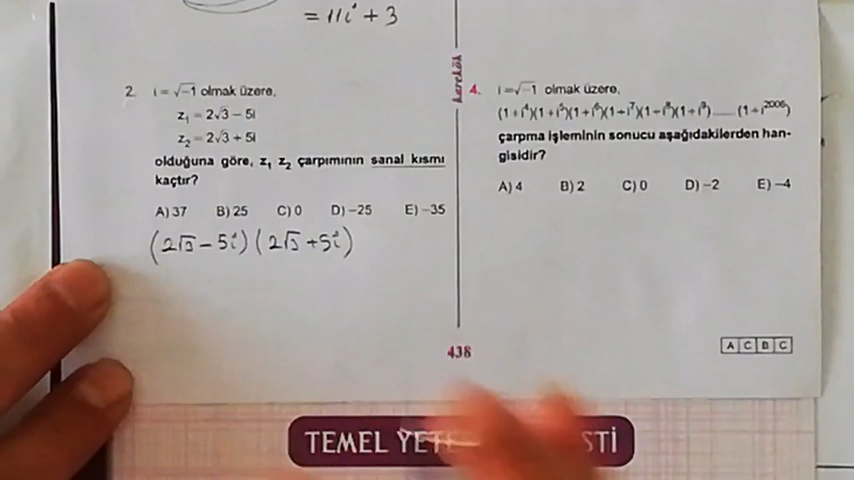 = 11i + 3
2. i = √-1 olmak üzere,
z₁ = 2√3 - 5i
z₂ = 2√3 + 5i
olduğuna göre, z₁ z₂ çarpımının sanal kısmı
kaçtır?
A) 37 B) 25 C) 0 D) -25 E) -35
(2√3 - 5i) (2√3 + 5i)
karekök
4. i = √-1 olmak üzere,
(1+i⁴)(1+i⁵)(1+i⁶)(1+i⁷)(1+i⁸)(1+i⁹)......(1+i²⁰⁰⁶)
çarpma işleminin sonucu aşağıdakilerden han-
gisidir?
A) 4 B) 2 C) 0 D) -2 E) -4
438
A C B C
TEMEL